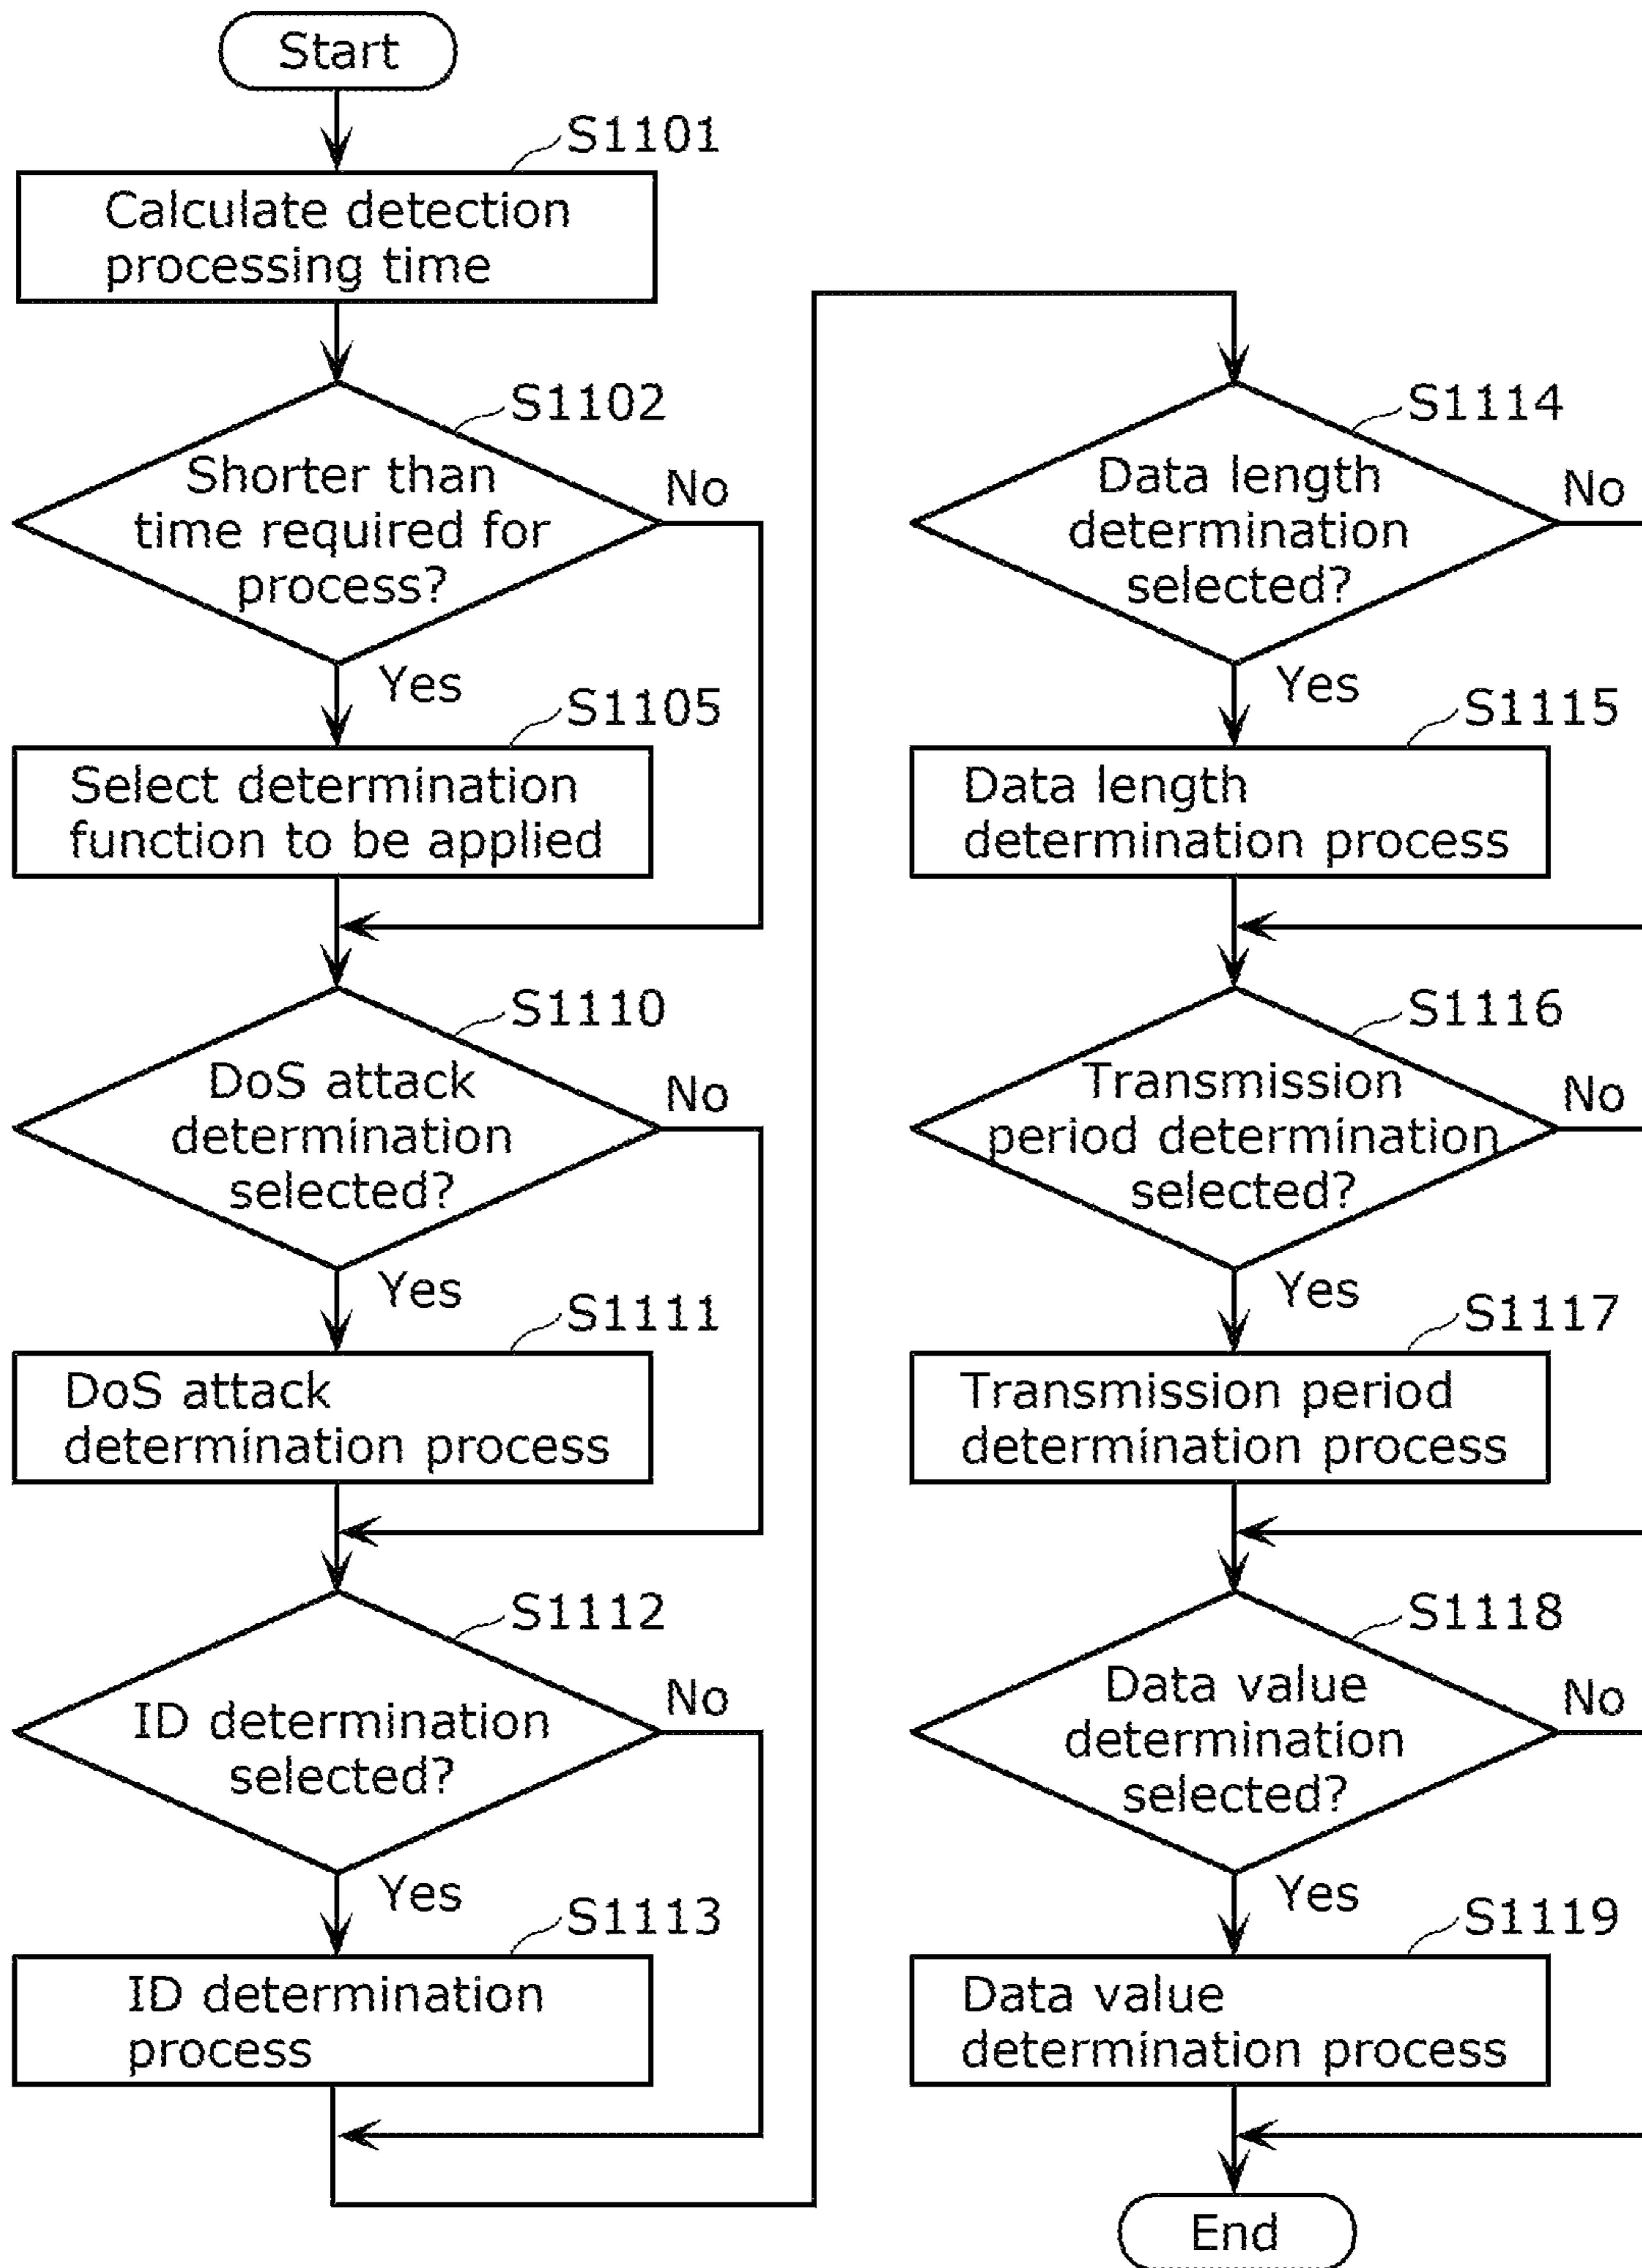 Start
S1101
Calculate detection
processing time
S1102
Shorter than
time required for
process?
No
Yes
S1105
Select determination
function to be applied
S1110
DoS attack
determination
selected?
No
Yes
S1111
DoS attack
determination process
S1112
ID determination
selected?
No
Yes
S1113
ID determination
process
S1114
Data length
determination
selected?
No
Yes
S1115
Data length
determination process
S1116
Transmission
period determination
selected?
No
Yes
S1117
Transmission period
determination process
S1118
Data value
determination
selected?
No
Yes
S1119
Data value
determination process
End